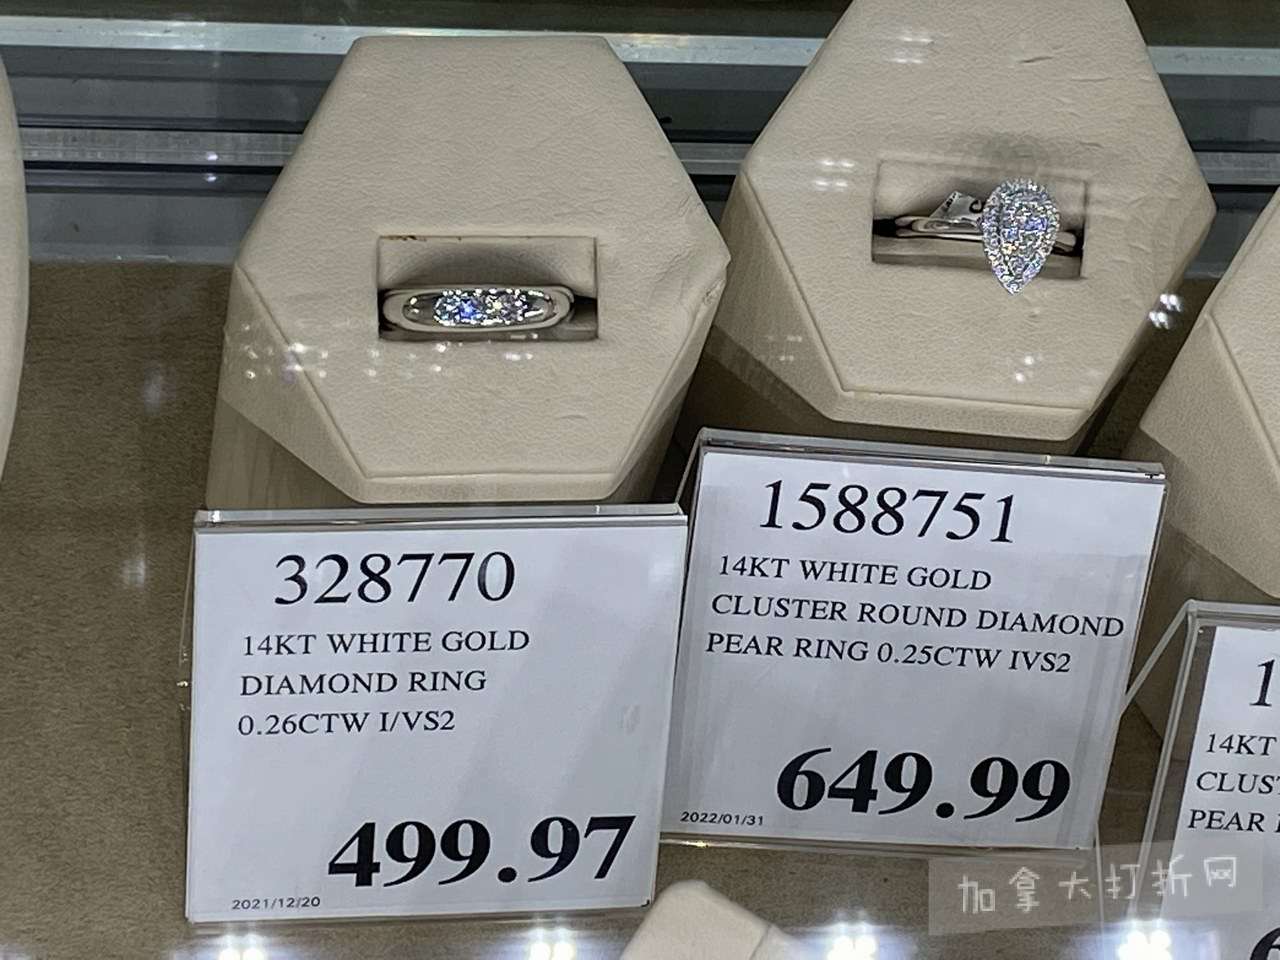 328770
14KT WHITE GOLD
DIAMOND RING
0.26CTW I/VS2
499.97
2021/12/20
1588751
14KT WHITE GOLD
CLUSTER ROUND DIAMOND
PEAR RING 0.25CTW IVS2
649.99
2022/01/31
1
14KT
CLUS
PEAR
加拿大打折网